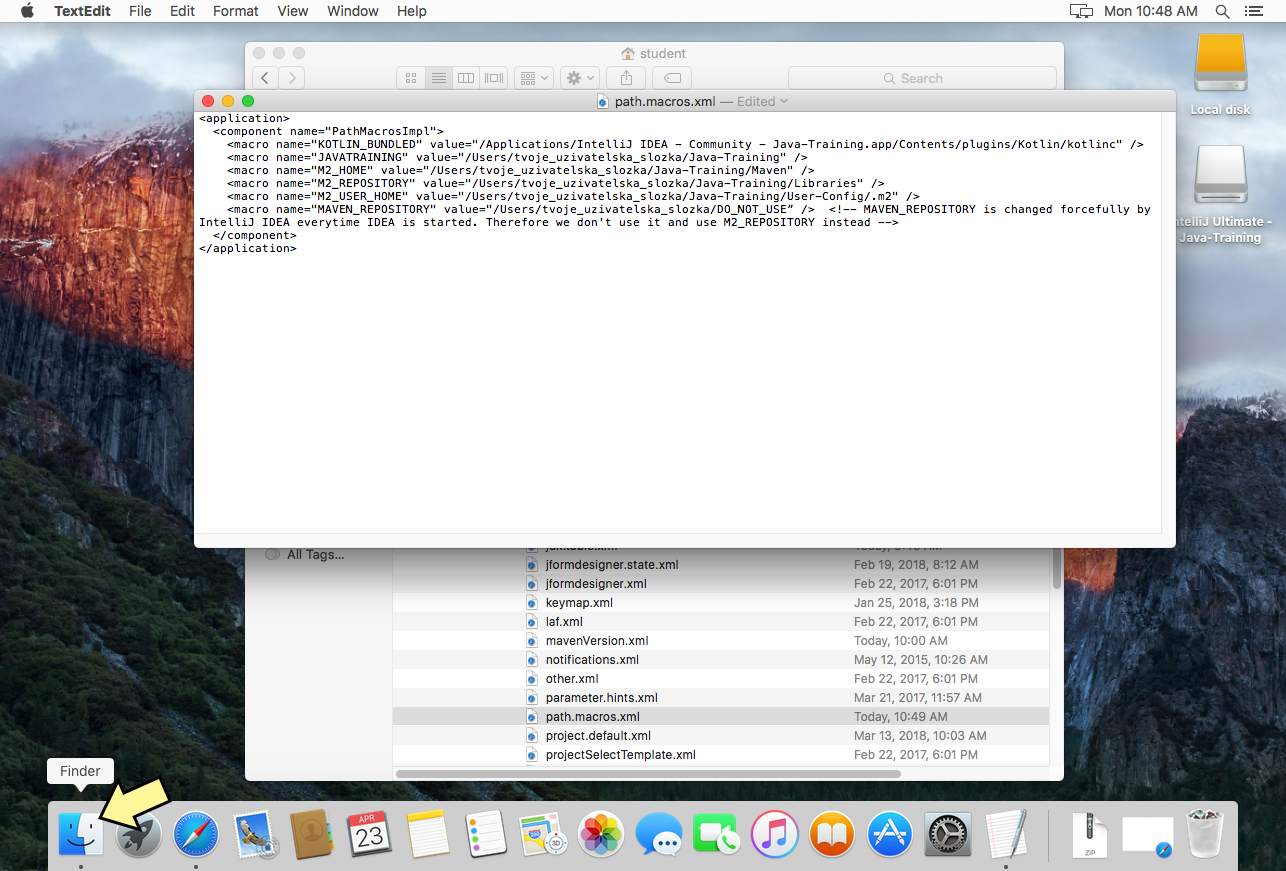 TextEdit File Edit Format View Window Help Mon 10:48 AM
student
Search
Local disk
path.macros.xml — Edited
<application>
<component name="PathMacrosImpl">
<macro name="KOTLIN_BUNDLED" value="/Applications/IntelliJ IDEA - Community - Java-Training.app/Contents/plugins/Kotlin/kotlinc" />
<macro name="JAVATRAINING" value="/Users/tvoje_uzivatelska_slozka/Java-Training" />
<macro name="M2_HOME" value="/Users/tvoje_uzivatelska_slozka/Java-Training/Maven" />
<macro name="M2_REPOSITORY" value="/Users/tvoje_uzivatelska_slozka/Java-Training/Libraries" />
<macro name="M2_USER_HOME" value="/Users/tvoje_uzivatelska_slozka/Java-Training/User-Config/.m2" />
<macro name="MAVEN_REPOSITORY" value="/Users/tvoje_uzivatelska_slozka/DO_NOT_USE” /> <!-- MAVEN_REPOSITORY is changed forcefully by
IntelliJ IDEA everytime IDEA is started. Therefore we don’t use it and use M2_REPOSITORY instead -->
</component>
</application>
ntelliJ Ultimate -
Java-Training
All Tags...
jformdesigner.state.xml Feb 19, 2018, 8:12 AM
jformdesigner.xml Feb 22, 2017, 6:01 PM
keymap.xml Jan 25, 2018, 3:18 PM
laf.xml Feb 22, 2017, 6:01 PM
mavenVersion.xml Today, 10:00 AM
notifications.xml May 12, 2015, 10:26 AM
other.xml Feb 22, 2017, 6:01 PM
parameter.hints.xml Mar 21, 2017, 11:57 AM
path.macros.xml Today, 10:49 AM
project.default.xml Mar 13, 2018, 10:03 AM
projectSelectTemplate.xml Feb 22, 2017, 6:01 PM
Finder
APR
23
280
3D
ZIP